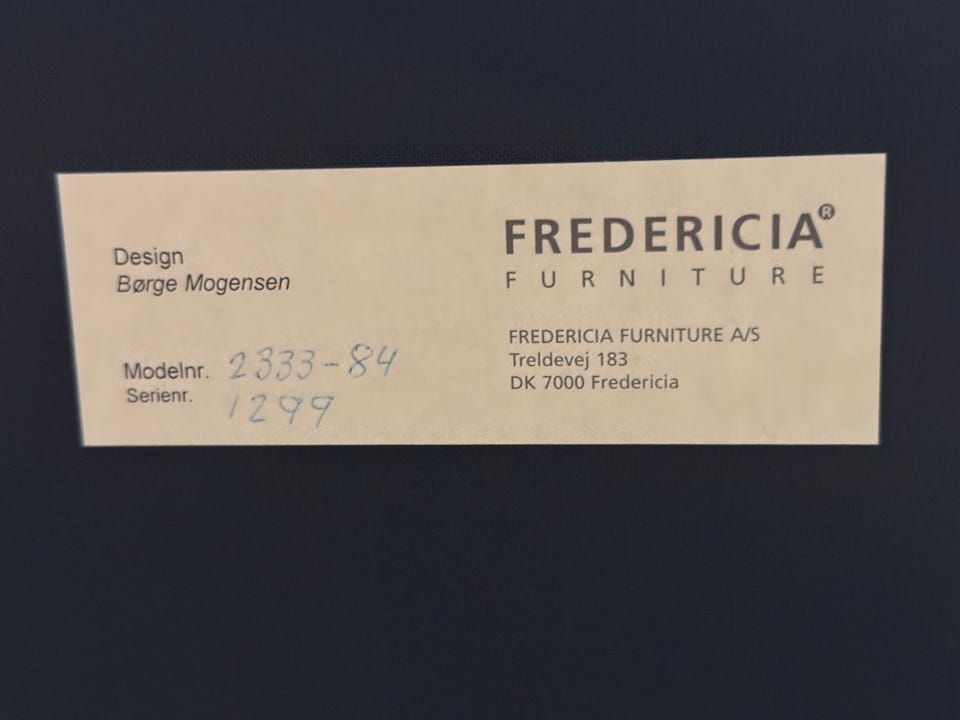 Design
Børge Mogensen
Modelnr. 2333-84
Serienr. 1299
FREDERICIA®
FURNITURE
FREDERICIA FURNITURE A/S
Treldevej 183
DK 7000 Fredericia